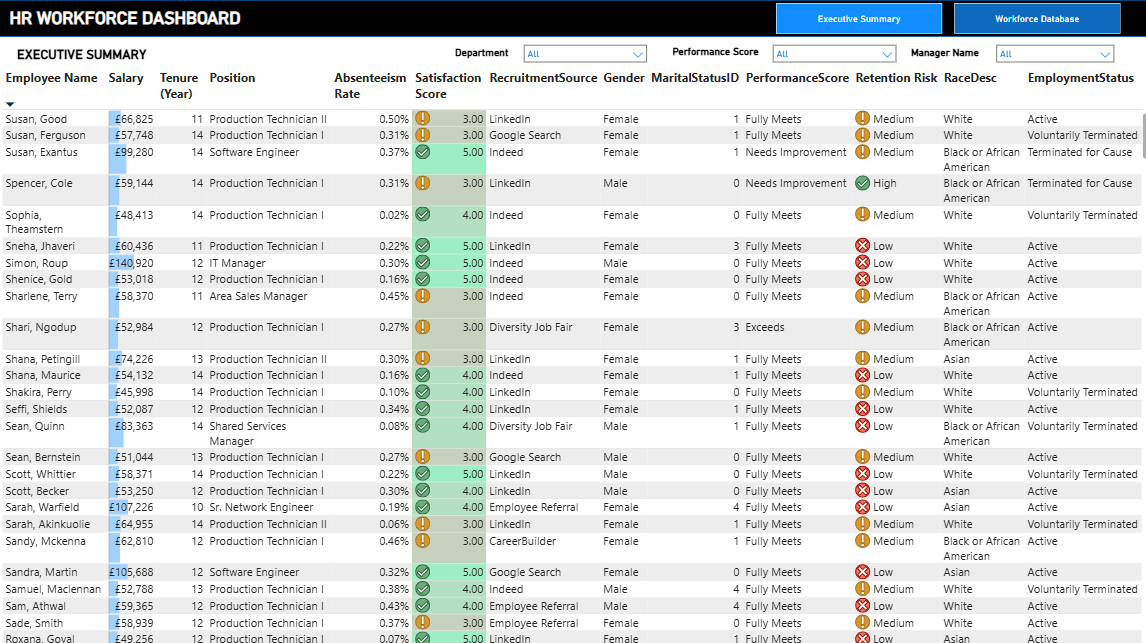 HR WORKFORCE DASHBOARD Executive Summary Workforce Database
EXECUTIVE SUMMARY Department All Performance Score All Manager Name All
Employee Name Salary Tenure (Year) Position Absenteeism Rate Satisfaction Score RecruitmentSource Gender MaritalStatusID PerformanceScore Retention Risk RaceDesc EmploymentStatus
Susan, Good £66,825 11 Production Technician II 0.50% 3.00 LinkedIn Female 1 Fully Meets Medium White Active
Susan, Ferguson £57,748 14 Production Technician I 0.31% 3.00 Google Search Female 1 Fully Meets Medium White Voluntarily Terminated
Susan, Exantus £99,280 14 Software Engineer 0.37% 5.00 Indeed Female 1 Needs Improvement Medium Black or African American Terminated for Cause
Spencer, Cole £59,144 14 Production Technician I 0.31% 3.00 LinkedIn Male 0 Needs Improvement High Black or African American Terminated for Cause
Sophia, Theamstern £48,413 14 Production Technician I 0.02% 4.00 Indeed Female 0 Fully Meets Medium White Voluntarily Terminated
Sneha, Jhaveri £60,436 11 Production Technician I 0.22% 5.00 LinkedIn Female 3 Fully Meets Low White Active
Simon, Roup £140,920 12 IT Manager 0.30% 5.00 Indeed Male 0 Fully Meets Low White Active
Shenice, Gold £53,018 12 Production Technician I 0.16% 5.00 Indeed Female 0 Fully Meets Low White Active
Sharlene, Terry £58,370 11 Area Sales Manager 0.45% 3.00 Indeed Female 0 Fully Meets Medium Black or African American Active
Shari, Ngodup £52,984 12 Production Technician I 0.27% 3.00 Diversity Job Fair Female 3 Exceeds Medium Black or African American Active
Shana, Petingill £74,226 13 Production Technician II 0.30% 3.00 LinkedIn Female 1 Fully Meets Medium Asian Active
Shana, Maurice £54,132 14 Production Technician I 0.16% 4.00 Indeed Female 1 Fully Meets Low White Active
Shakira, Perry £45,998 14 Production Technician I 0.10% 4.00 LinkedIn Female 0 Fully Meets Medium White Voluntarily Terminated
Seffi, Shields £52,087 12 Production Technician I 0.34% 4.00 LinkedIn Female 1 Fully Meets Low White Active
Sean, Quinn £83,363 14 Shared Services Manager 0.08% 4.00 Diversity Job Fair Male 1 Fully Meets Low Black or African American Voluntarily Terminated
Sean, Bernstein £51,044 13 Production Technician I 0.27% 3.00 Google Search Male 0 Fully Meets Medium White Active
Scott, Whittier £58,371 14 Production Technician I 0.22% 5.00 LinkedIn Male 0 Fully Meets Low White Voluntarily Terminated
Scott, Becker £53,250 12 Production Technician I 0.30% 4.00 LinkedIn Male 0 Fully Meets Low Asian Active
Sarah, Warfield £107,226 10 Sr. Network Engineer 0.19% 4.00 Employee Referral Female 4 Fully Meets Low Asian Active
Sarah, Akinkuolie £64,955 14 Production Technician II 0.06% 3.00 LinkedIn Female 1 Fully Meets Medium White Voluntarily Terminated
Sandy, Mckenna £62,810 12 Production Technician I 0.46% 3.00 CareerBuilder Female 1 Fully Meets Medium Black or African American Active
Sandra, Martin £105,688 12 Software Engineer 0.32% 5.00 Google Search Female 0 Fully Meets Low Asian Active
Samuel, Maclennan £52,788 13 Production Technician I 0.38% 4.00 Indeed Male 4 Fully Meets Medium White Voluntarily Terminated
Sam, Athwal £59,365 12 Production Technician I 0.43% 4.00 Employee Referral Male 4 Fully Meets Low White Active
Sade, Smith £58,939 12 Production Technician I 0.37% 3.00 Employee Referral Female 0 Fully Meets Medium White Active
Roxana, Goyal £49,256 12 Production Technician I 0.07% 5.00 LinkedIn Female 1 Fully Meets Low Asian Active